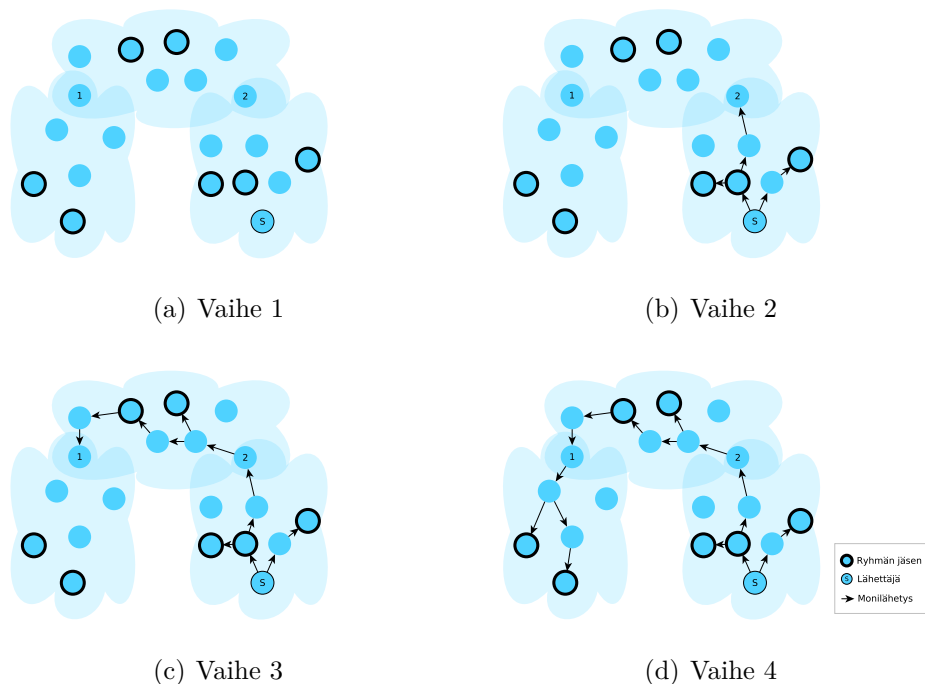 1
2
S
(a) Vaihe 1
1
2
S
(b) Vaihe 2
1
2
S
(c) Vaihe 3
1
2
S
(d) Vaihe 4
Ryhmän jäsen
S Lähettäjä
Monilähetys